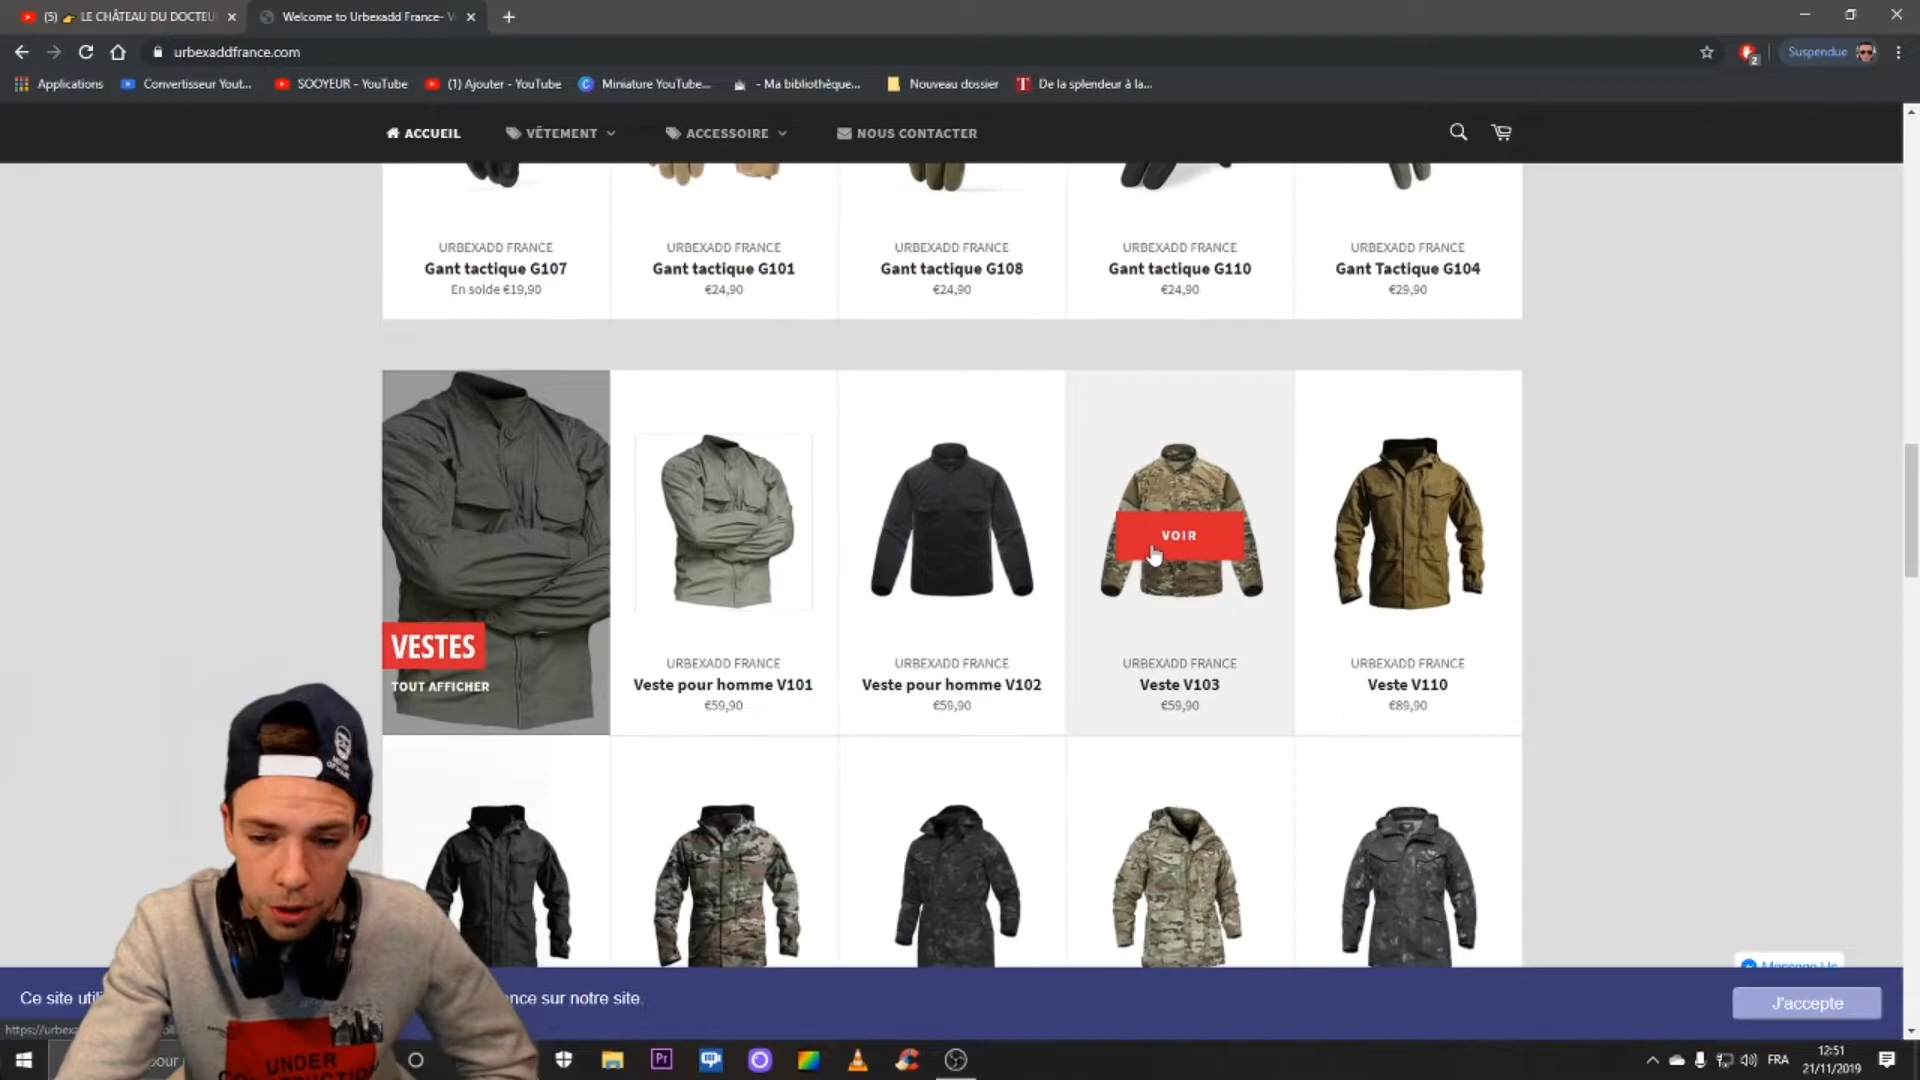 (5) 👉 LE CHÂTEAU DU DOCTEU
Welcome to Urbexadd France- V
urbexaddfrance.com
Suspendue
2
Applications
Convertisseur Yout...
SOOYEUR - YouTube
(1) Ajouter - YouTube
Miniature YouTube...
- Ma bibliothèque...
Nouveau dossier
De la splendeur à la...
ACCUEIL
VÊTEMENT
ACCESSOIRE
NOUS CONTACTER
URBEXADD FRANCE
Gant tactique G107
En solde €19,90
URBEXADD FRANCE
Gant tactique G101
€24,90
URBEXADD FRANCE
Gant tactique G108
€24,90
URBEXADD FRANCE
Gant tactique G110
€24,90
URBEXADD FRANCE
Gant Tactique G104
€29,90
VESTES
TOUT AFFICHER
URBEXADD FRANCE
Veste pour homme V101
€59,90
URBEXADD FRANCE
Veste pour homme V102
€59,90
VOIR
URBEXADD FRANCE
Veste V103
€59,90
URBEXADD FRANCE
Veste V110
€89,90
Message Us
Ce site uti
nce sur notre site.
J'accepte
https://urbex
UNDER
Pr
FRA
12:51
21/11/2019